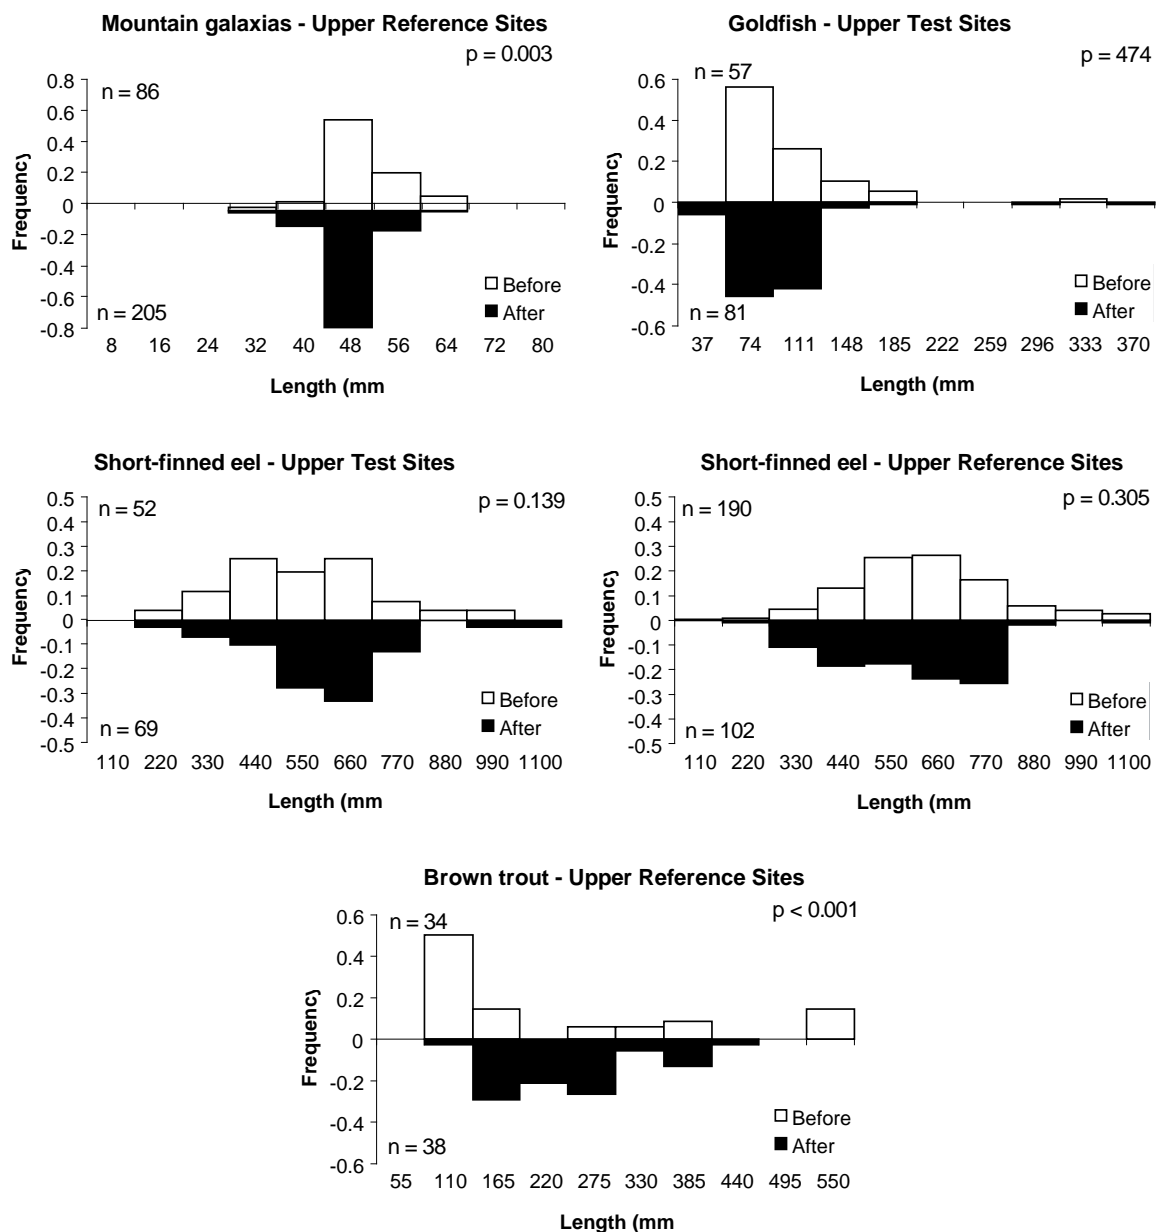 Mountain galaxias - Upper Reference Sites
p = 0.003
n = 86
0.8
0.6
0.4
0.2
0
-0.2
-0.4
-0.6
-0.8
Frequency
n = 205
Before
After
8 16 24 32 40 48 56 64 72 80
Length (mm
Goldfish - Upper Test Sites
p = 474
n = 57
0.6
0.4
0.2
0
-0.2
-0.4
-0.6
Frequency
n = 81
Before
After
37 74 111 148 185 222 259 296 333 370
Length (mm
Short-finned eel - Upper Test Sites
p = 0.139
n = 52
0.5
0.4
0.3
0.2
0.1
0
-0.1
-0.2
-0.3
-0.4
-0.5
Frequency
n = 69
Before
After
110 220 330 440 550 660 770 880 990 1100
Length (mm
Short-finned eel - Upper Reference Sites
p = 0.305
n = 190
0.5
0.4
0.3
0.2
0.1
0
-0.1
-0.2
-0.3
-0.4
-0.5
Frequency
n = 102
Before
After
110 220 330 440 550 660 770 880 990 1100
Length (mm
Brown trout - Upper Reference Sites
p < 0.001
n = 34
0.6
0.4
0.2
0
-0.2
-0.4
-0.6
Frequency
n = 38
Before
After
55 110 165 220 275 330 385 440 495 550
Length (mm